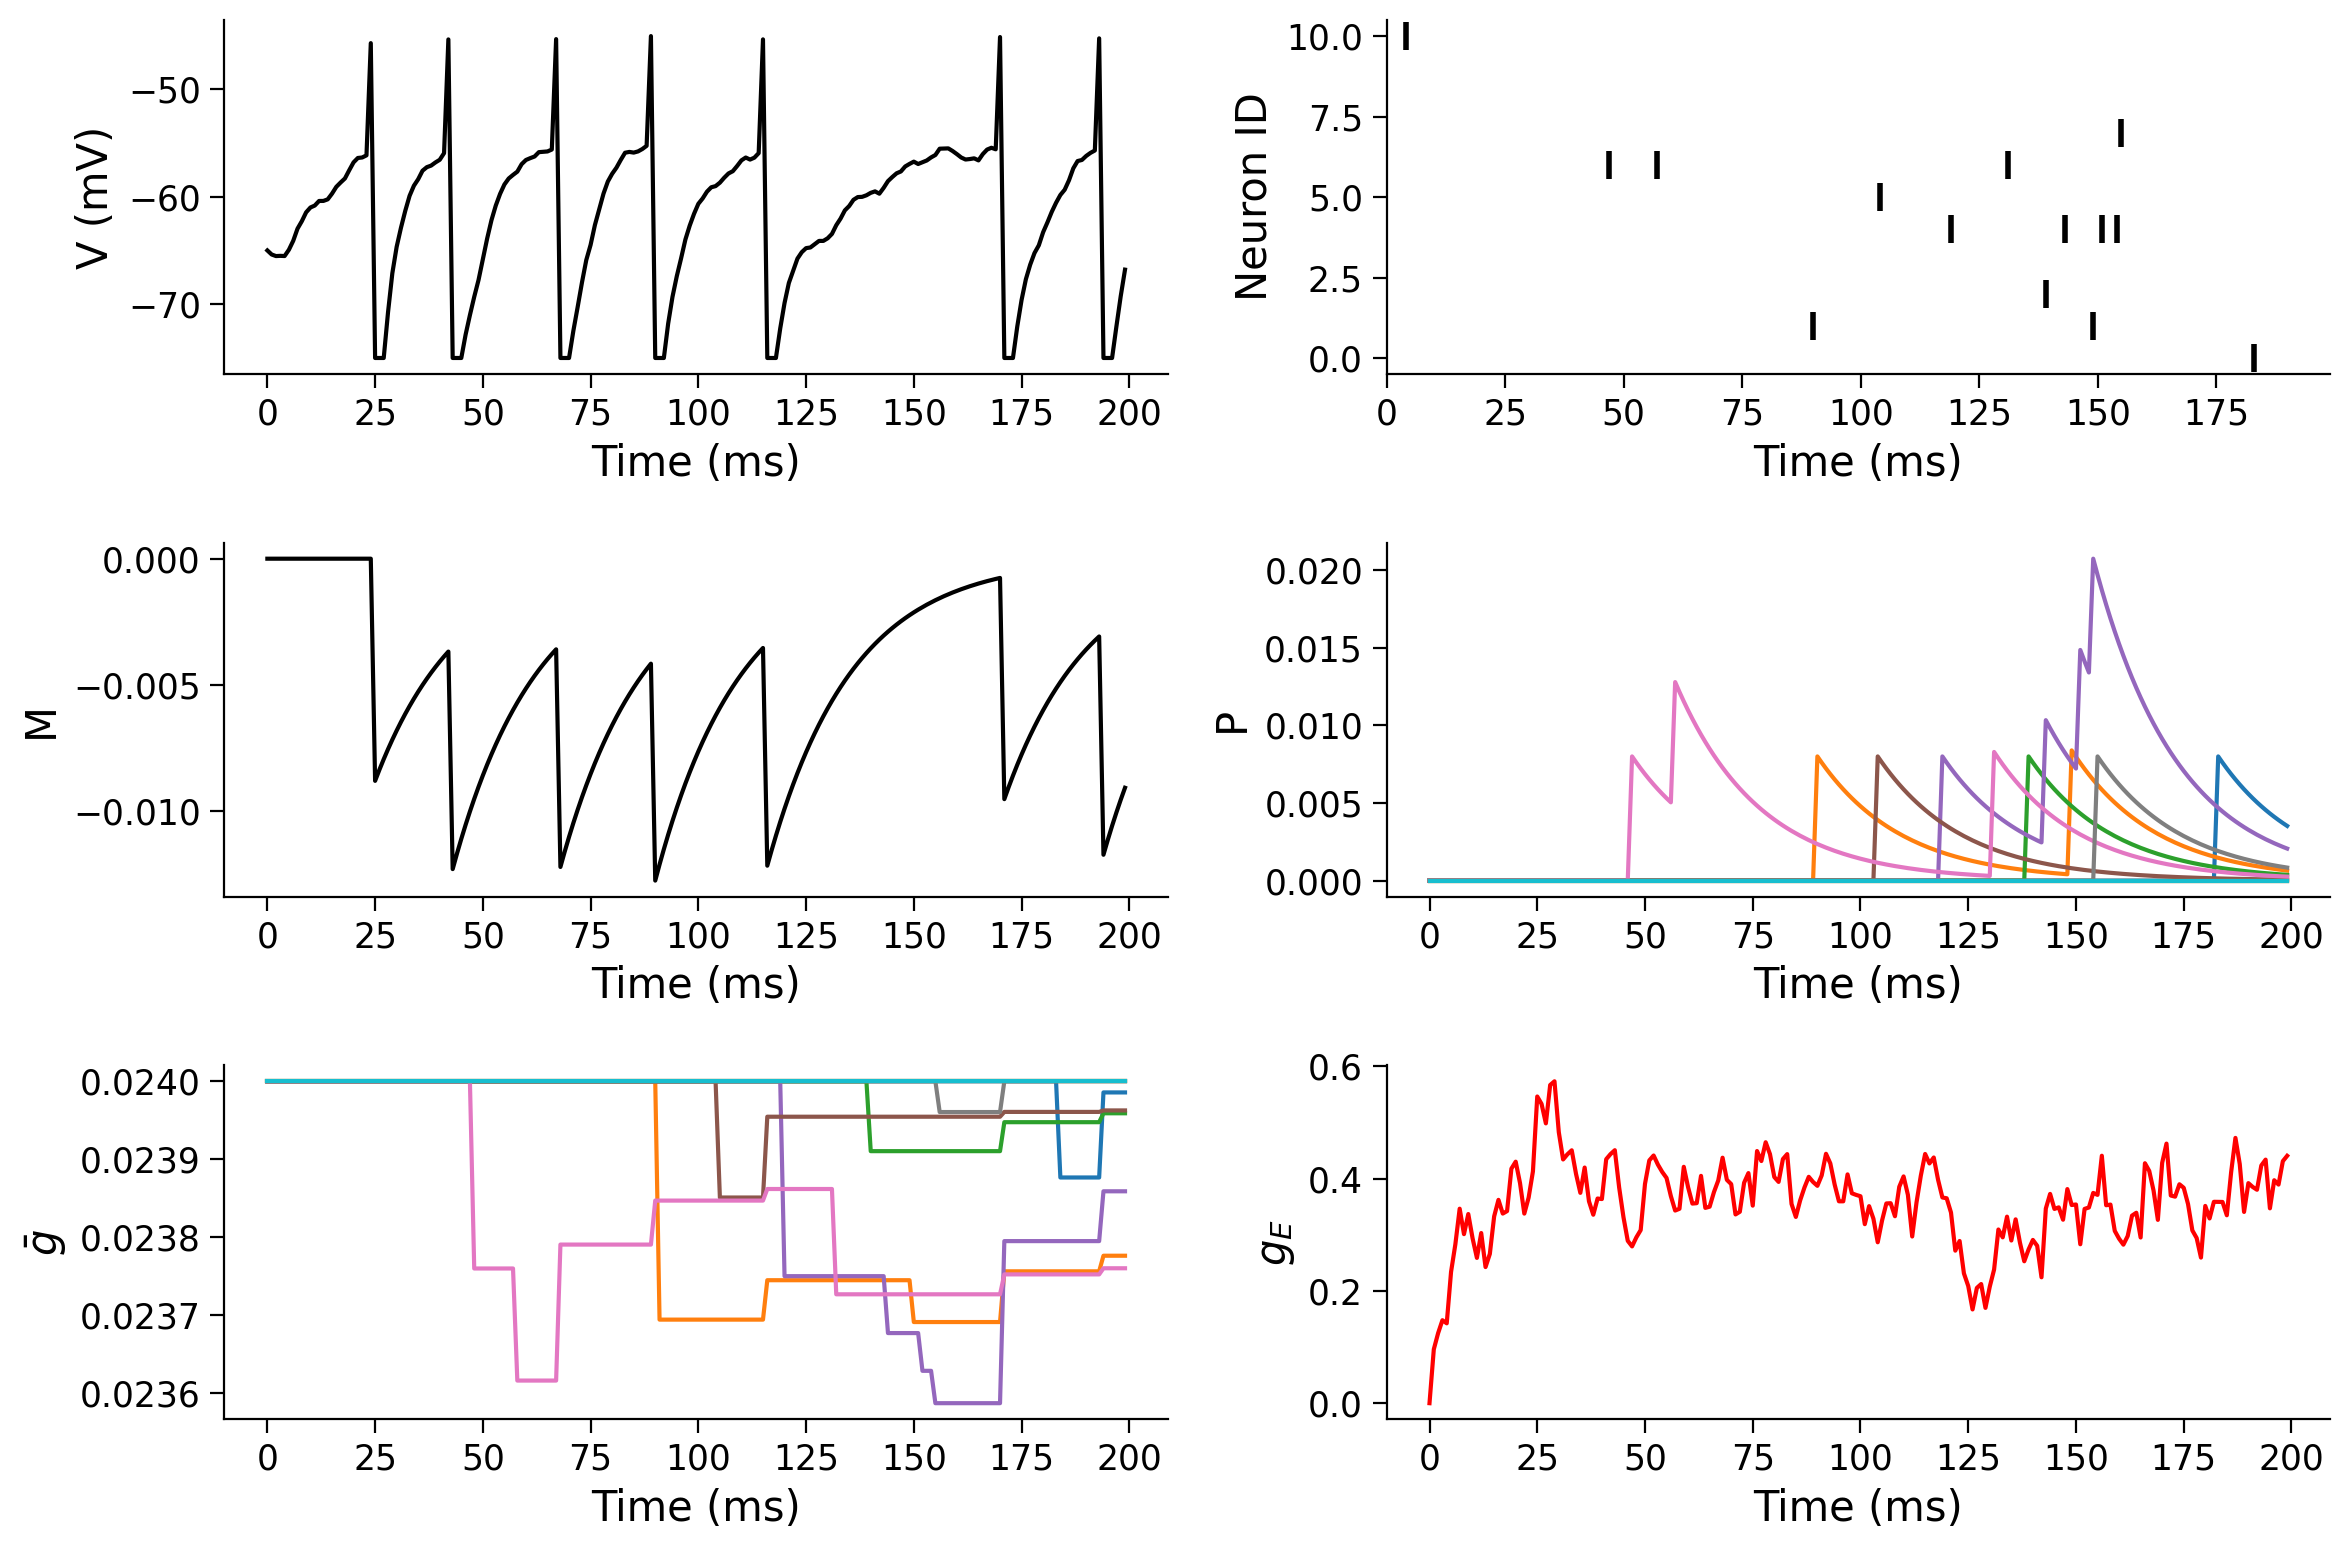 V (mV)
−50
−60
−70
0 25 50 75 100 125 150 175 200
Time (ms)
Neuron ID
10.0
7.5
5.0
2.5
0.0
0 25 50 75 100 125 150 175
Time (ms)
M
0.000
−0.005
−0.010
0 25 50 75 100 125 150 175 200
Time (ms)
P
0.020
0.015
0.010
0.005
0.000
0 25 50 75 100 125 150 175 200
Time (ms)
ḡ
0.0240
0.0239
0.0238
0.0237
0.0236
0 25 50 75 100 125 150 175 200
Time (ms)
g_E
0.6
0.4
0.2
0.0
0 25 50 75 100 125 150 175 200
Time (ms)